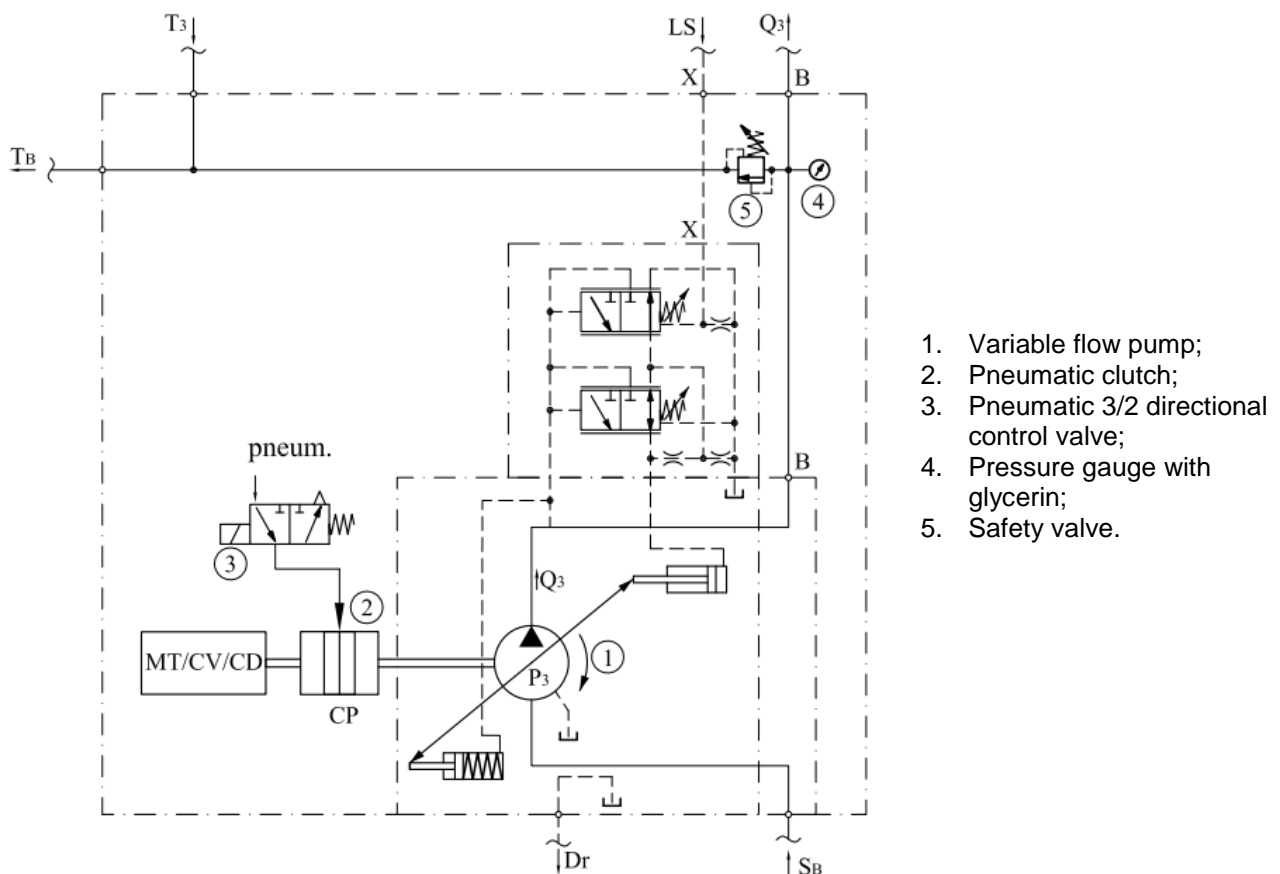 T3
LS
Q3
X
B
TB
5
4
X
1. Variable flow pump;
2. Pneumatic clutch;
3. Pneumatic 3/2 directional
control valve;
4. Pressure gauge with
glycerin;
5. Safety valve.
pneum.
B
3
Q3
2
MT/CV/CD
P3
1
CP
Dr
SB